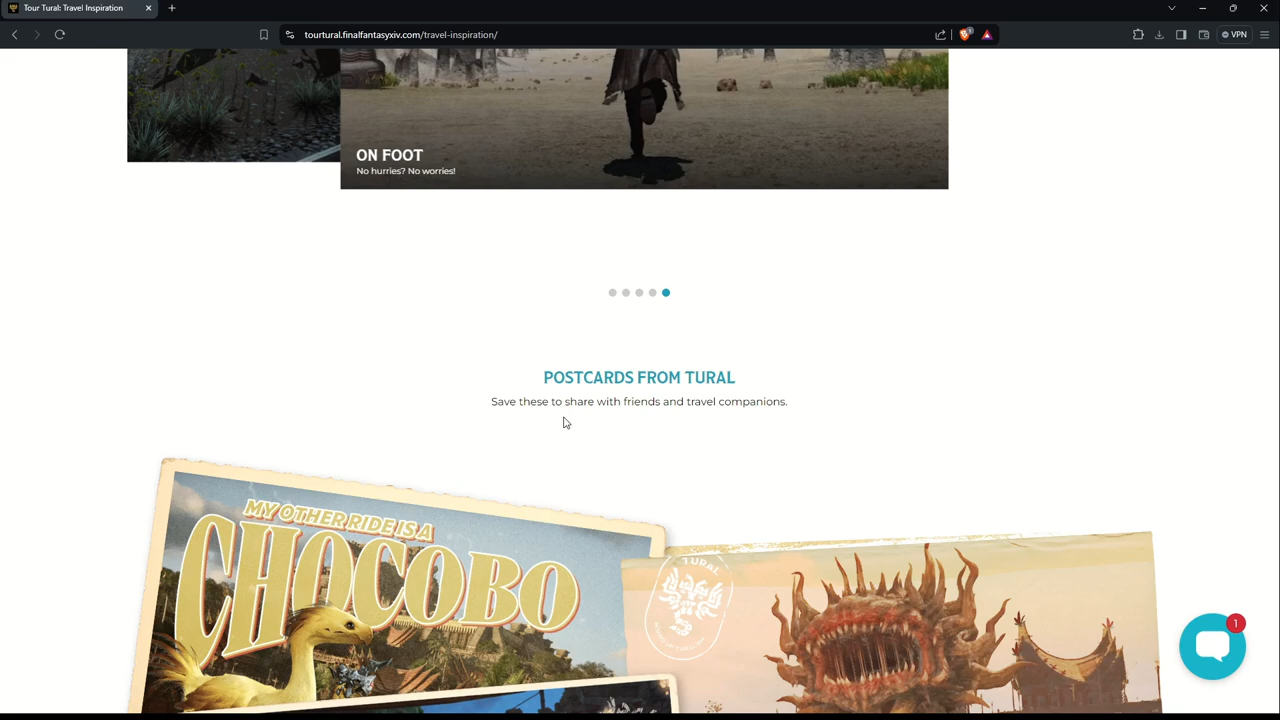 Tour Tural: Travel Inspiration
tourtural.finalfantasyxiv.com/travel-inspiration/
VPN
ON FOOT
No hurries? No worries!
POSTCARDS FROM TURAL
Save these to share with friends and travel companions.
MY OTHER RIDE IS A
CHOCOBO
TURAL
1